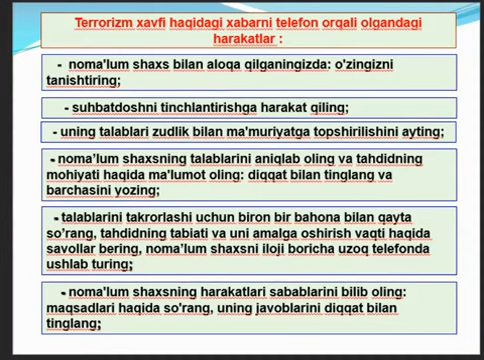 Terrorizm xavfi haqidagi xabarni telefon orqali olgandagi
harakatlar :
- noma'lum shaxs bilan aloqa qilganingizda: o'zingizni
tanishtiring;
- suhbatdoshni tinchlantirishga harakat qiling;
- uning talablari zudlik bilan ma'muriyatga topshirilishini ayting;
- noma’lum shaxsning talablarini aniqlab oling va tahdidning
mohiyati haqida ma'lumot oling: diqqat bilan tinglang va
barchasini yozing;
- talablarini takrorlashi uchun biron bir bahona bilan qayta
so’rang, tahdidning tabiati va uni amalga oshirish vaqti haqida
savollar bering, noma’lum shaxsni iloji boricha uzoq telefonda
ushlab turing;
- noma'lum shaxsning harakatlari sabablarini bilib oling:
maqsadlari haqida so'rang, uning javoblarini diqqat bilan
tinglang;